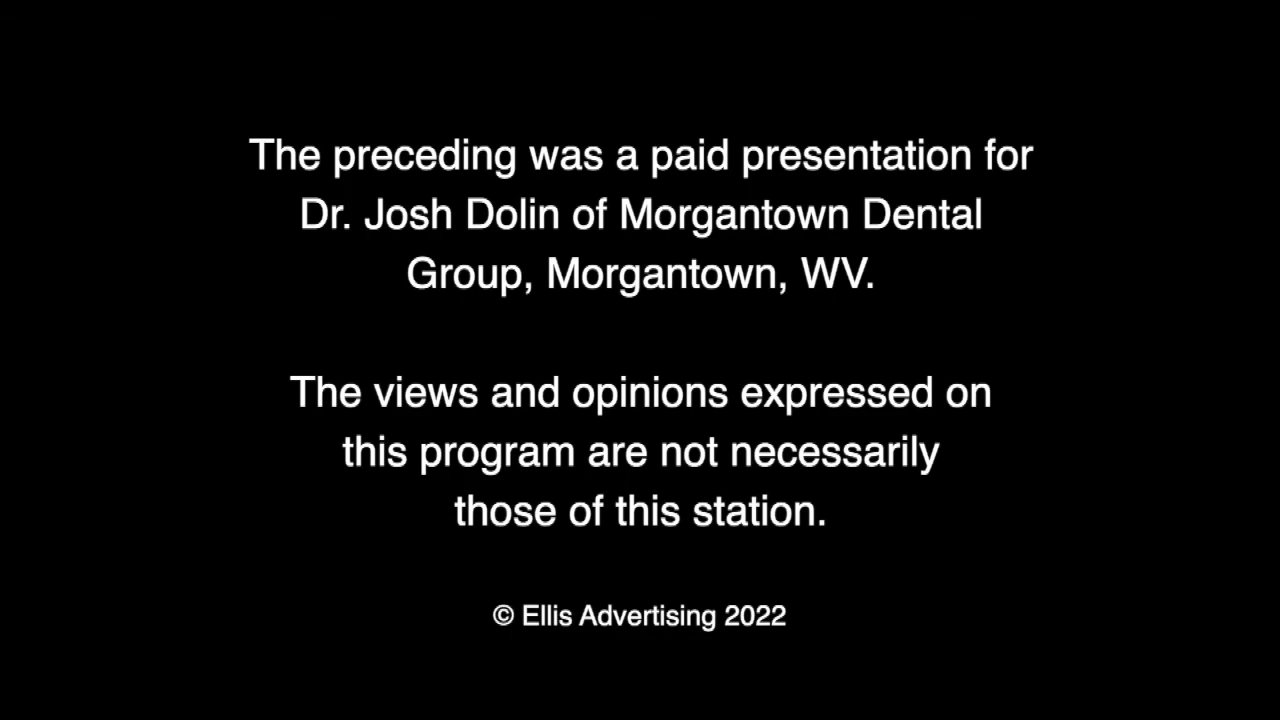 The preceding was a paid presentation for
Dr. Josh Dolin of Morgantown Dental
Group, Morgantown, WV.
The views and opinions expressed on
this program are not necessarily
those of this station.
© Ellis Advertising 2022